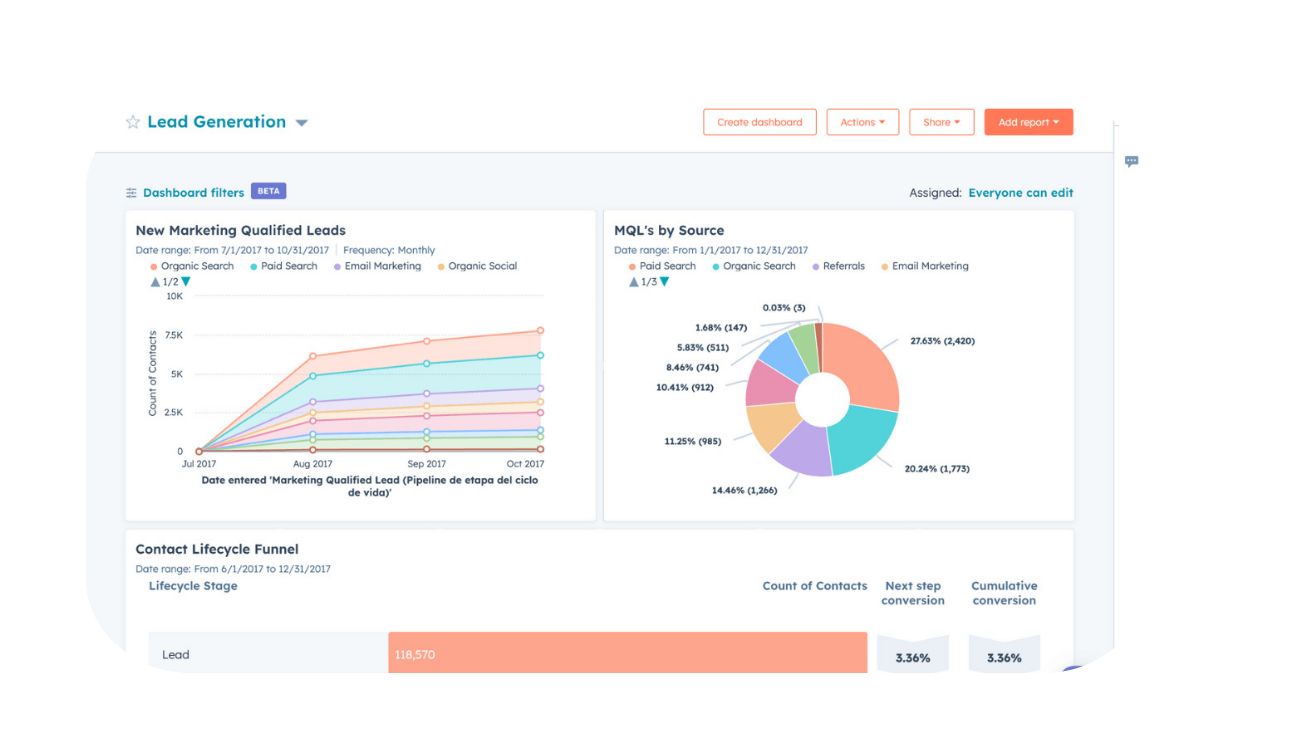 Lead Generation
Create dashboard
Actions
Share
Add report
Dashboard filters BETA
Assigned: Everyone can edit
New Marketing Qualified Leads
Date range: From 7/1/2017 to 10/31/2017 Frequency: Monthly
Organic Search Paid Search Email Marketing Organic Social
1/2
10K
7.5K
5K
2.5K
0
Count of Contacts
Jul 2017 Aug 2017 Sep 2017 Oct 2017
Date entered 'Marketing Qualified Lead (Pipeline de etapa del ciclo
de vida)'
MQL's by Source
Date range: From 1/1/2017 to 12/31/2017
Paid Search Organic Search Referrals Email Marketing
1/3
0.03% (3)
1.68% (147)
5.83% (511)
8.46% (741)
10.41% (912)
11.25% (985)
14.46% (1,266)
27.63% (2,420)
20.24% (1,773)
Contact Lifecycle Funnel
Date range: From 6/1/2017 to 12/31/2017
Lifecycle Stage
Count of Contacts
Next step
conversion
Cumulative
conversion
Lead
118,570
3.36%
3.36%